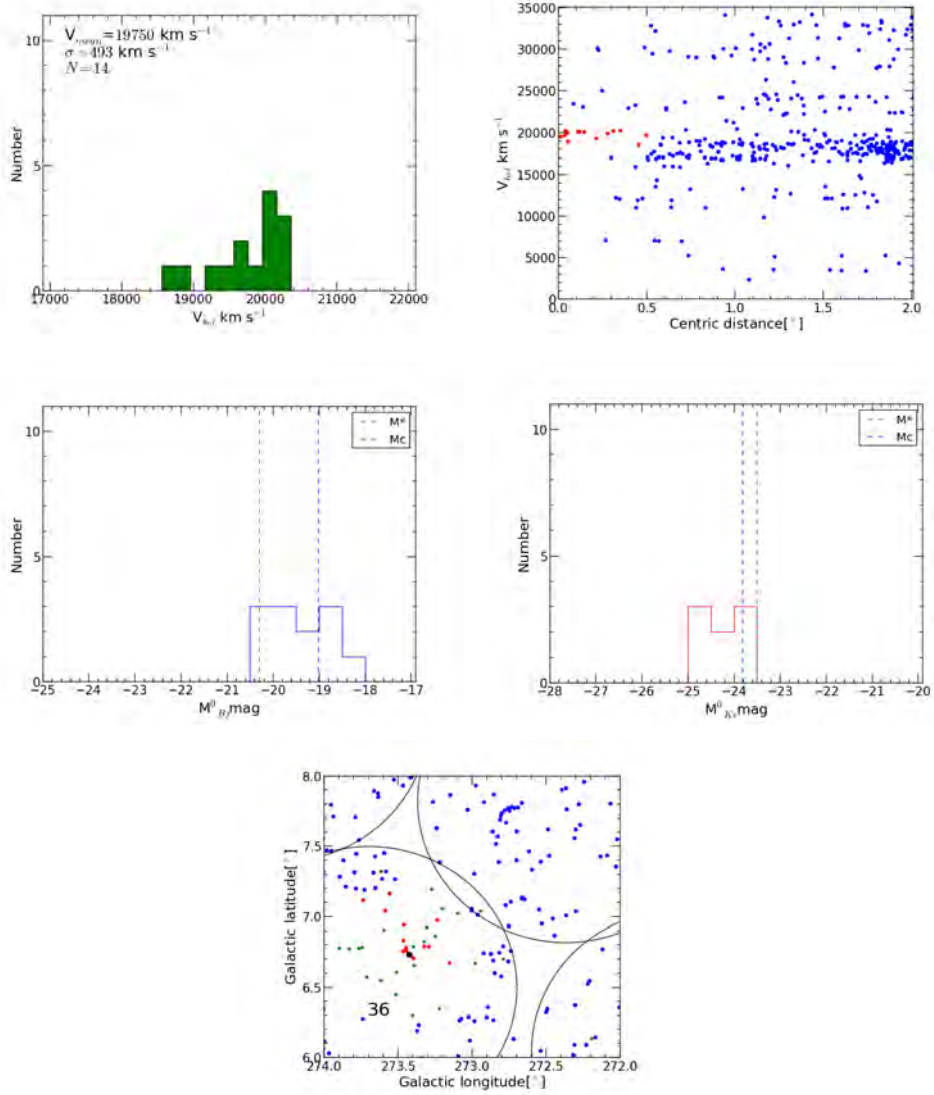 V_mean=19750 km s⁻¹
σ=493 km s⁻¹
N=14
10
5
0
Number
17000 18000 19000 20000 21000 22000
V_hel km s⁻¹
35000
30000
25000
20000
15000
10000
5000
0
V_hel km s⁻¹
0.0 0.5 1.0 1.5 2.0
Centric distance[°]
M*
Mc
10
5
0
Number
−25 −24 −23 −22 −21 −20 −19 −18 −17
M⁰ mag
M*
Mc
10
5
0
Number
−28 −27 −26 −25 −24 −23 −22 −21 −20
M⁰_Ks mag
8.0
7.5
7.0
6.5
6.0
Galactic latitude[°]
36
274.0 273.5 273.0 272.5 272.0
Galactic longitude[°]